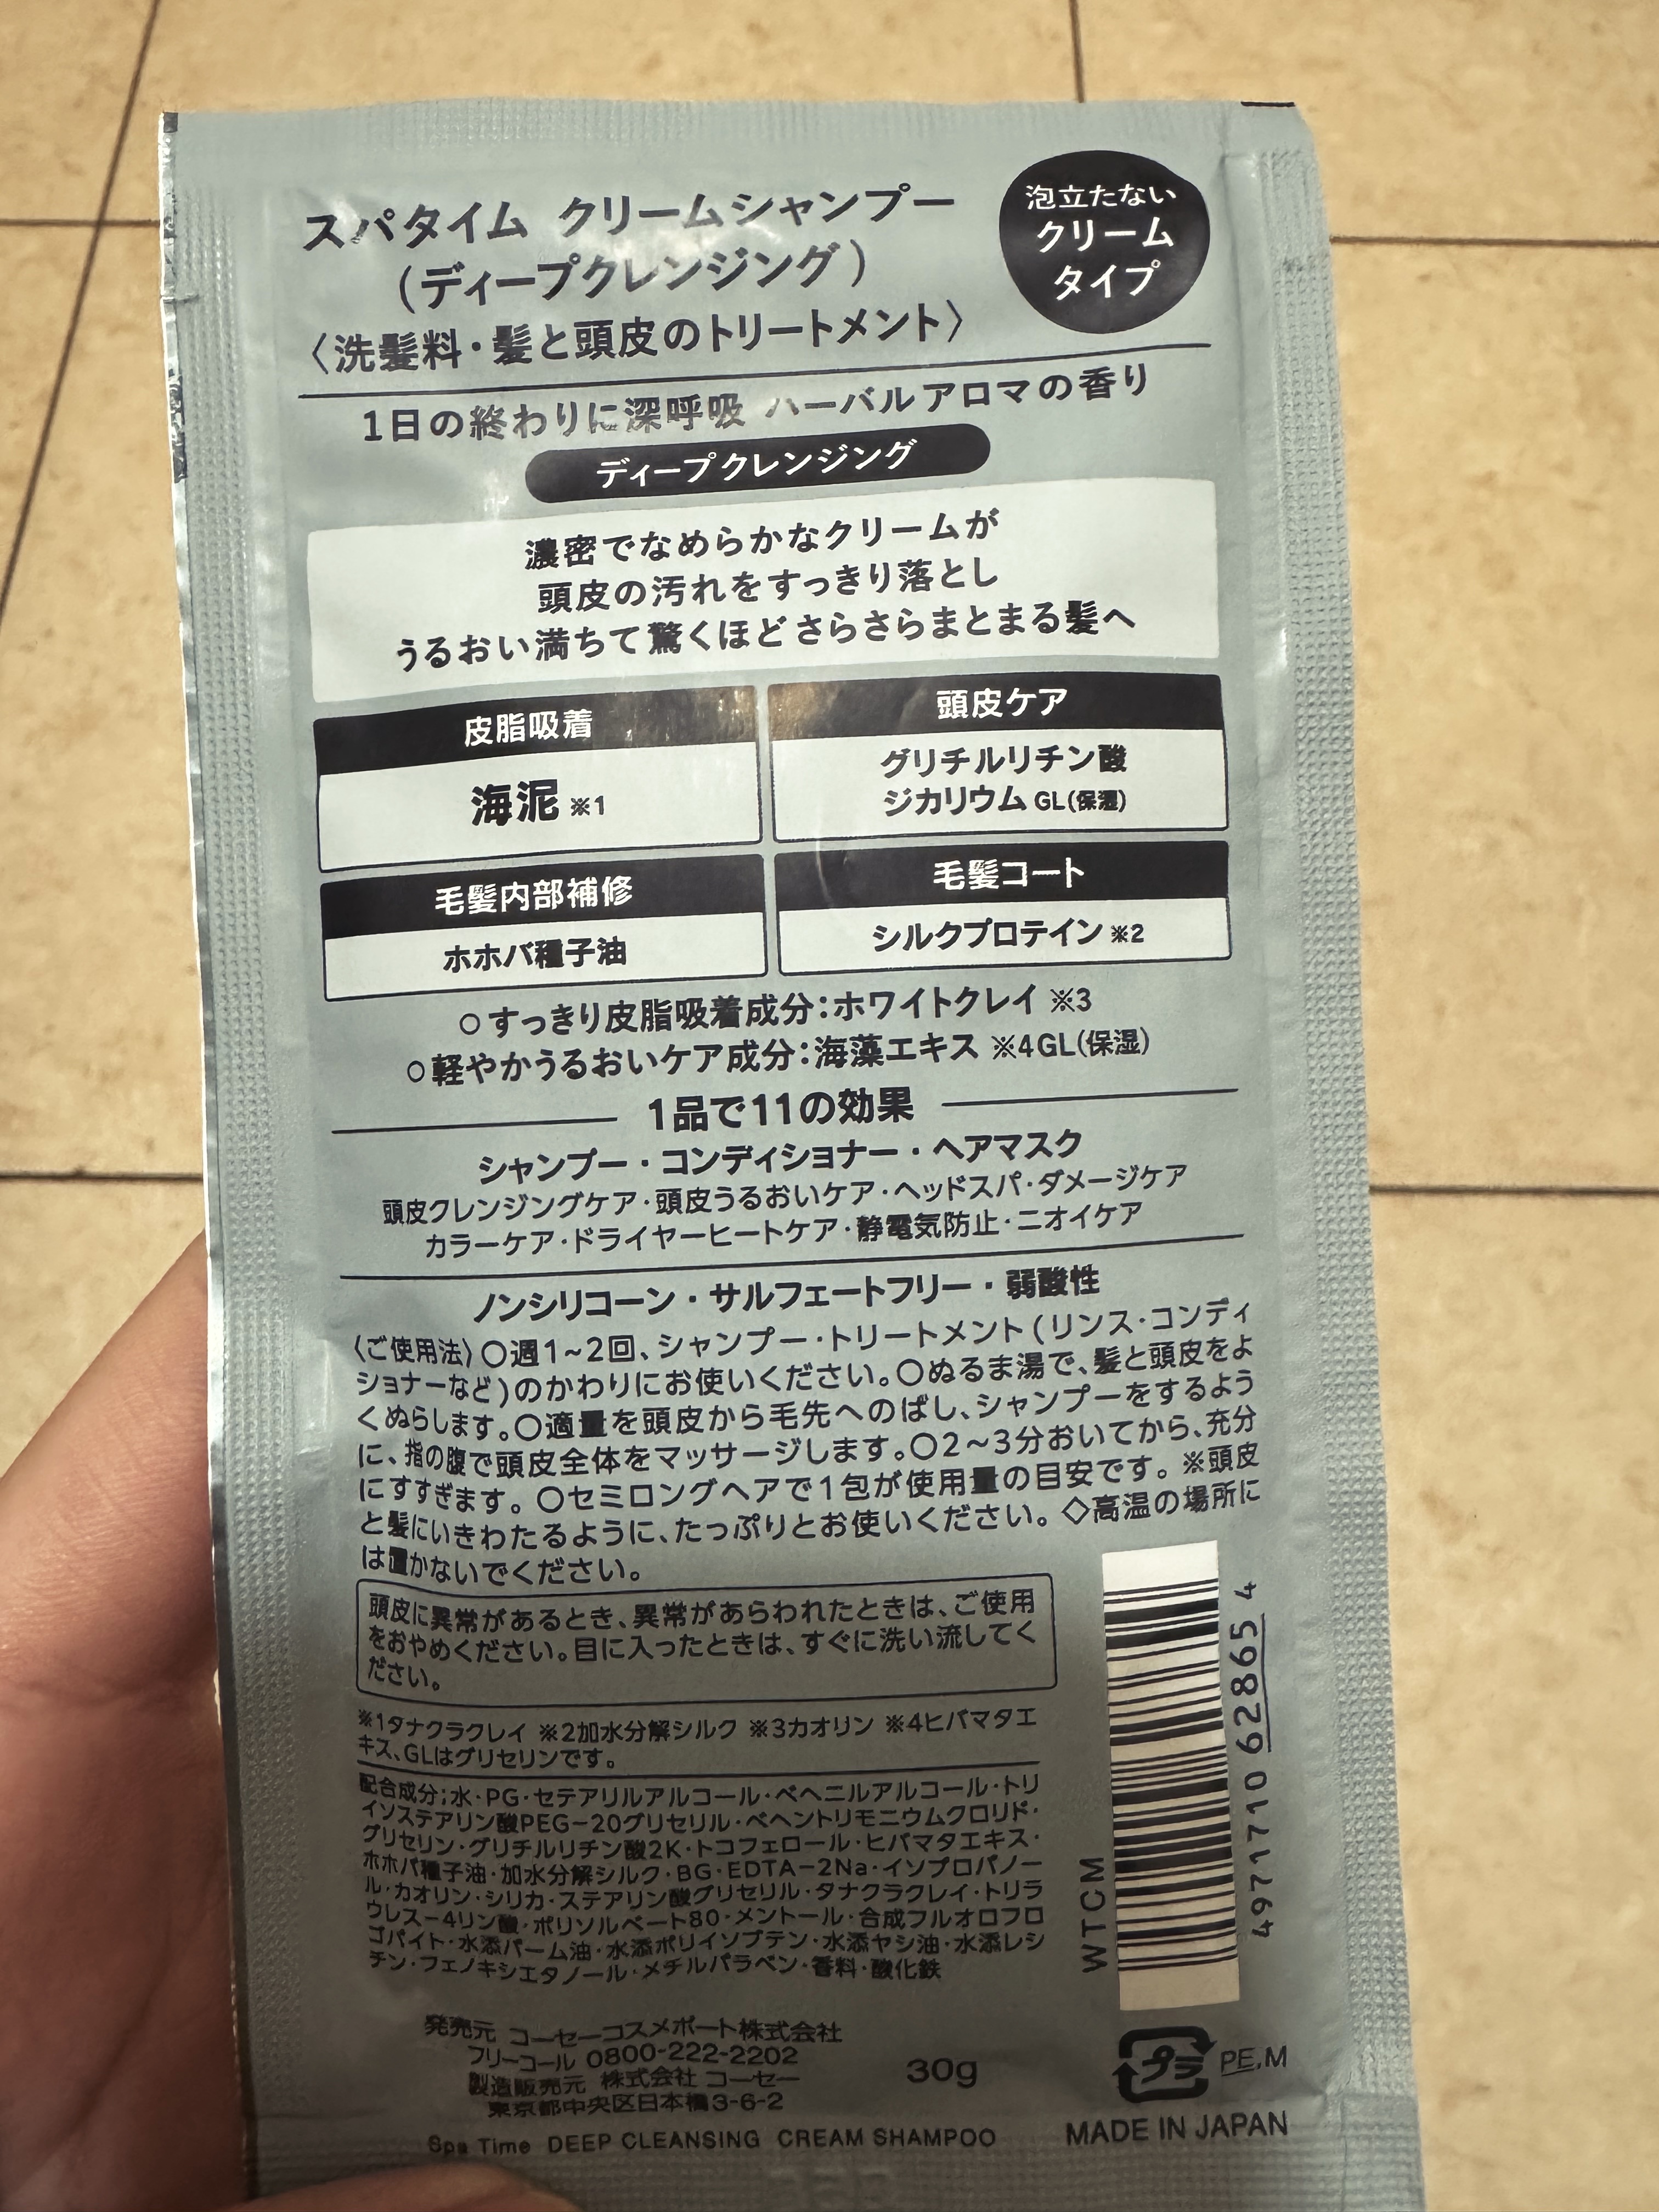 スパタイム クリームシャンプー
(ディープクレンジング)
〈洗髪料・髪と頭皮のトリートメント〉
泡立たない
クリーム
タイプ
1日の終わりに深呼吸 ハーバルアロマの香り
ディープクレンジング
濃密でなめらかなクリームが
頭皮の汚れをすっきり落とし
うるおい満ちて驚くほどさらさらまとまる髪へ
皮脂吸着
海泥※1
頭皮ケア
グリチルリチン酸
ジカリウム GL(保湿)
毛髪内部補修
ホホバ種子油
毛髪コート
シルクプロテイン※2
○すっきり皮脂吸着成分:ホワイトクレイ ※3
○軽やかうるおいケア成分:海藻エキス ※4GL(保湿)
1品で11の効果
シャンプー・コンディショナー・ヘアマスク
頭皮クレンジングケア・頭皮うるおいケア・ヘッドスパ・ダメージケア
カラーケア・ドライヤーヒートケア・静電気防止・ニオイケア
ノンシリコーン・サルフェートフリー・弱酸性
〈ご使用法〉○週1~2回、シャンプー・トリートメント(リンス・コンディ
ショナーなど)のかわりにお使いください。○ぬるま湯で、髪と頭皮をよ
くぬらします。○適量を頭皮から毛先へのばし、シャンプーをするよう
に、指の腹で頭皮全体をマッサージします。○2~3分おいてから、充分
にすすぎます。○セミロングヘアで1包が使用量の目安です。※頭皮
と髪にいきわたるように、たっぷりとお使いください。◇高温の場所に
は置かないでください。
頭皮に異常があるとき、異常があらわれたときは、ご使用
をおやめください。目に入ったときは、すぐに洗い流してく
ださい。
※1タナクラクレイ ※2加水分解シルク ※3カオリン ※4ヒバマタエ
キス、GLはグリセリンです。
配合成分;水・PG・セテアリルアルコール・ベヘニルアルコール・トリ
イソステアリン酸PEG-20グリセリル・ベヘントリモニウムクロリド・
グリセリン・グリチルリチン酸2K・トコフェロール・ヒバマタエキス・
ホホバ種子油・加水分解シルク・BG・EDTA-2Na・イソプロパノー
ル・カオリン・シリカ・ステアリン酸グリセリル・タナクラクレイ・トリラ
ウレス-4リン酸・ポリソルベート80・メントール・合成フルオロフロ
ゴパイト・水添パーム油・水添ポリイソブテン・水添ヤシ油・水添レシ
チン・フェノキシエタノール・メチルパラベン・香料・酸化鉄
WTCM
4971710 628654
発売元 コーセーコスメポート株式会社
フリーコール 0800-222-2202
製造販売元 株式会社 コーセー
東京都中央区日本橋3-6-2
30g
プラ
PE,M
Spa Time DEEP CLEANSING CREAM SHAMPOO
MADE IN JAPAN